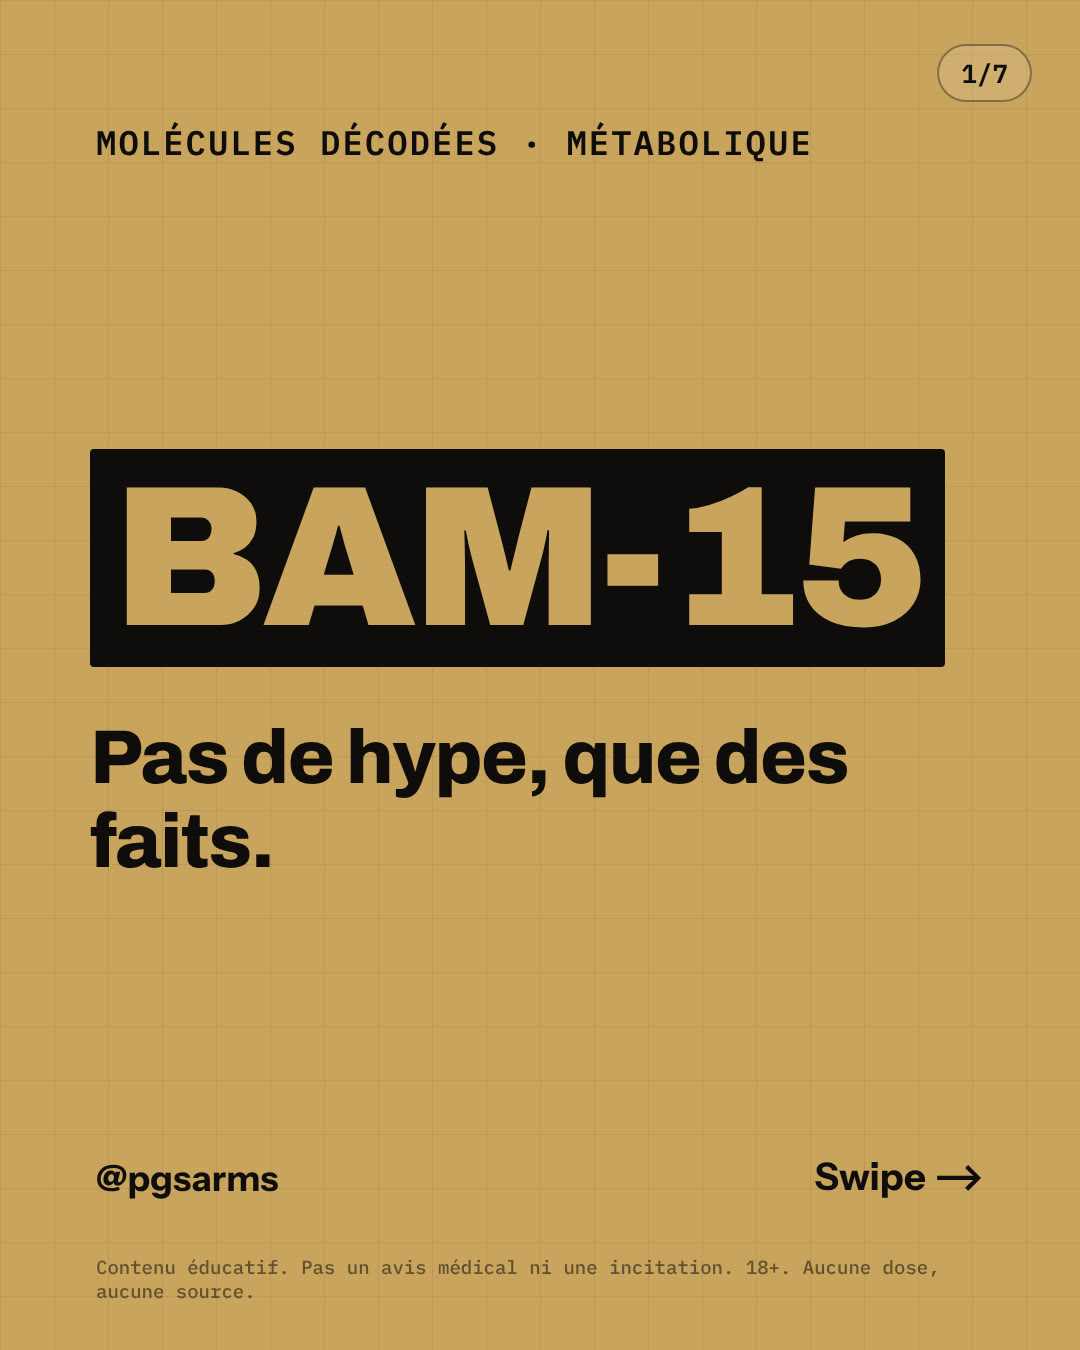 1/7
MOLÉCULES DÉCODÉES · MÉTABOLIQUE
BAM-15
Pas de hype, que des
faits.
@pgsarms
Swipe →
Contenu éducatif. Pas un avis médical ni une incitation. 18+. Aucune dose,
aucune source.